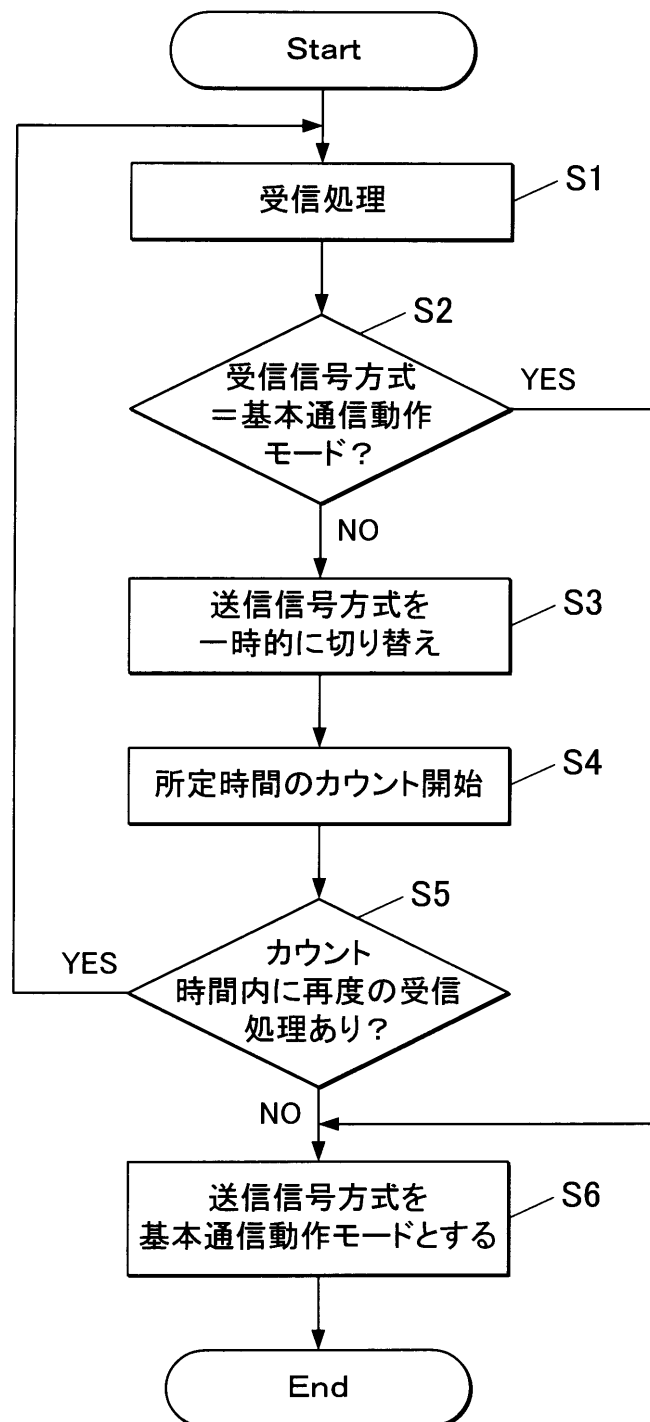 Start
受信処理
S1
S2
受信信号方式
=基本通信動作
モード?
YES
NO
送信信号方式を
一時的に切り替え
S3
所定時間のカウント開始
S4
S5
カウント
時間内に再度の受信
処理あり?
YES
NO
送信信号方式を
基本通信動作モードとする
S6
End